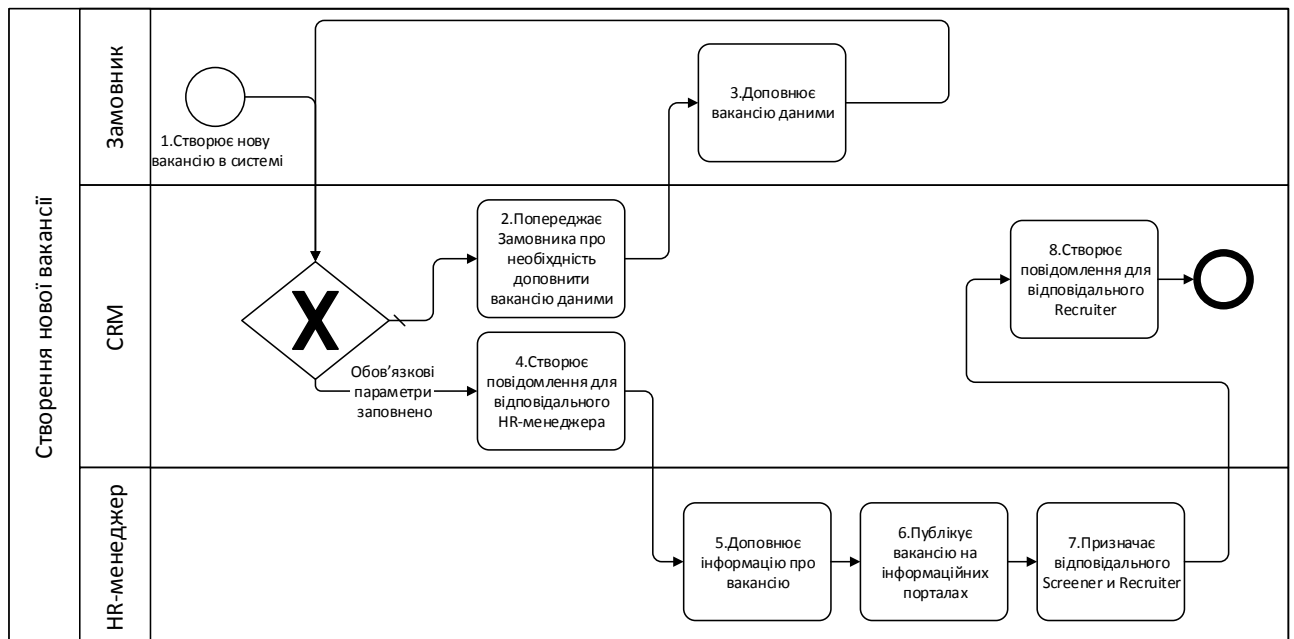 Створення нової вакансії
Замовник
1.Створює нову
вакансію в системі
3.Доповнює
вакансію даними
CRM
X
2.Попереджає
Замовника про
необіхдність
доповнити
вакансію даними
Обов’язкові
параметри
заповнено
4.Створює
повідомлення для
відповідального
HR-менеджера
8.Створює
повідомлення для
відповідального
Recruiter
HR-менеджер
5.Доповнює
інформацію про
вакансію
6.Публікує
вакансію на
інформаційних
порталах
7.Призначає
відповідального
Screener и Recruiter